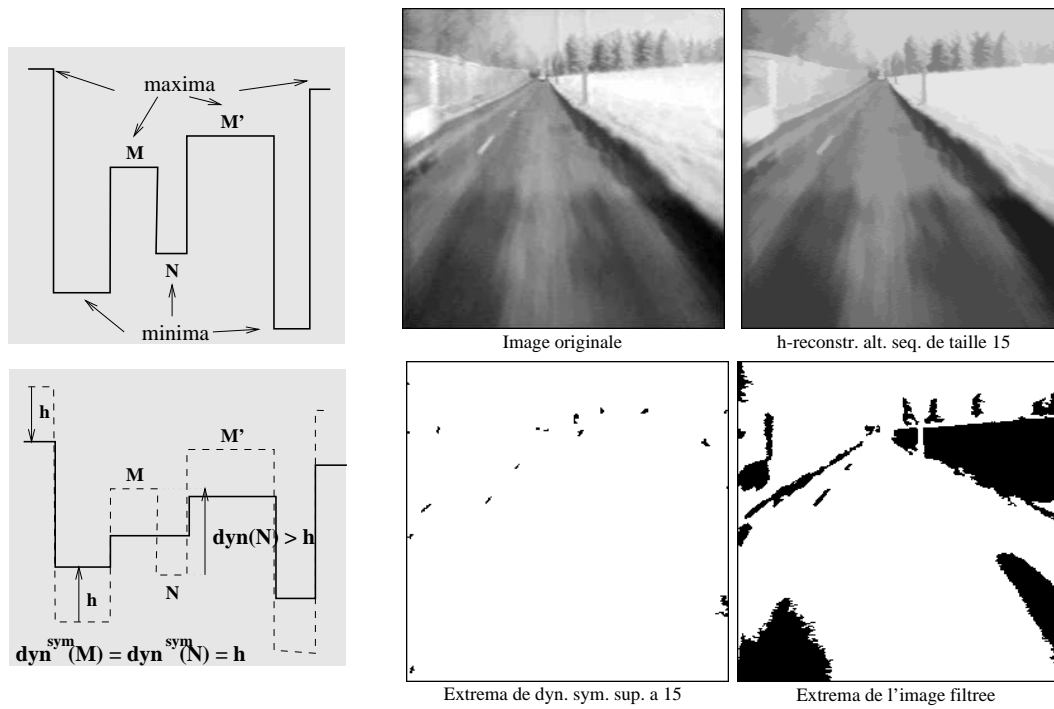 maxima
M'
M
N
minima
h
M'
M
dyn(N) > h
N
h
dyn sym (M) = dyn sym (N) = h
Image originale
h-reconstr. alt. seq. de taille 15
Extrema de dyn. sym. sup. a 15
Extrema de l'image filtree